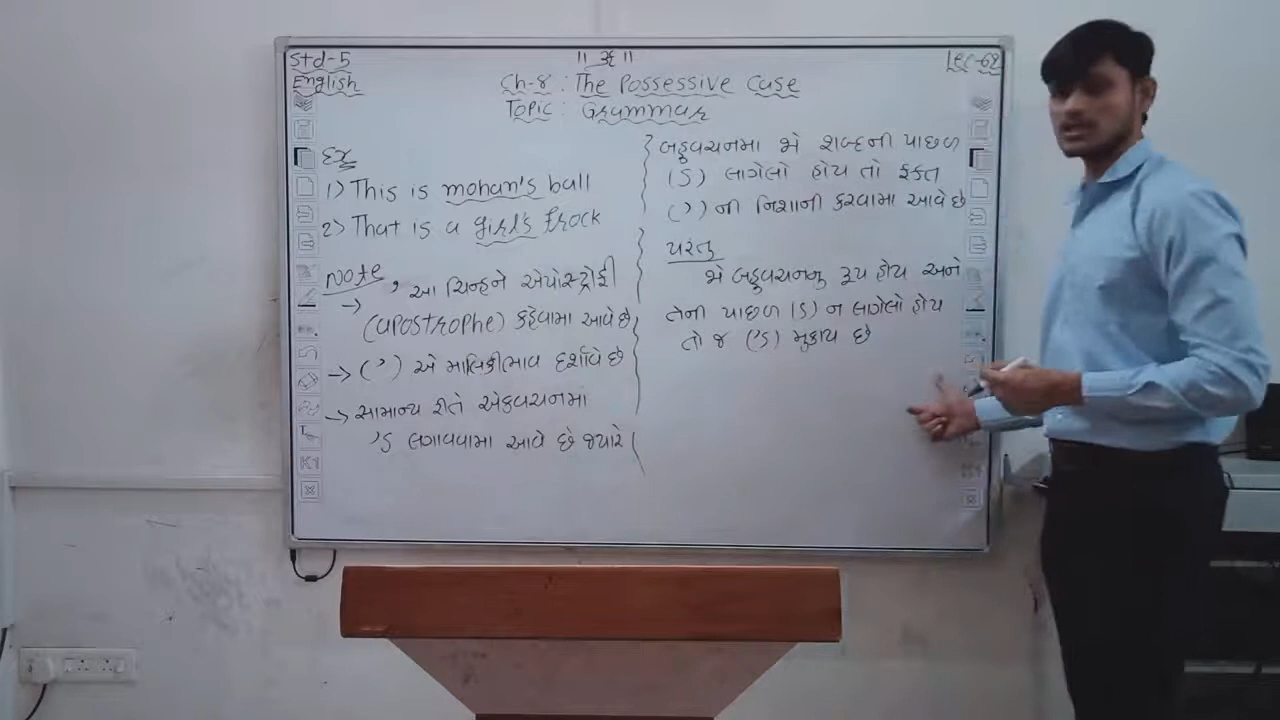 Std-5
English
॥ ૐ ॥
Ch-8 : The Possessive Case
Topic : Grammar
Lec-62
Ex
1) This is mohan's ball
2) That is a girl's frock
Note
→ ' આ ચિન્હને એપોસ્ટ્રોફી
(apostrophe) કહેવામા આવે છે
→ (') એ માલિકીભાવ દર્શાવે છે
→ સામાન્ય રીતે એકવચનમા
's લગાવવામા આવે છે જ્યારે
બહુવચનમા જો શબ્દની પાછળ
(s) લાગેલો હોય તો ફક્ત
(') ની નિશાની કરવામા આવે છે
પરંતુ
જો બહુવચનનુ રૂપ હોય અને
તેની પાછળ (s) ન લાગેલો હોય
તો જ ('s) મુકાય છે